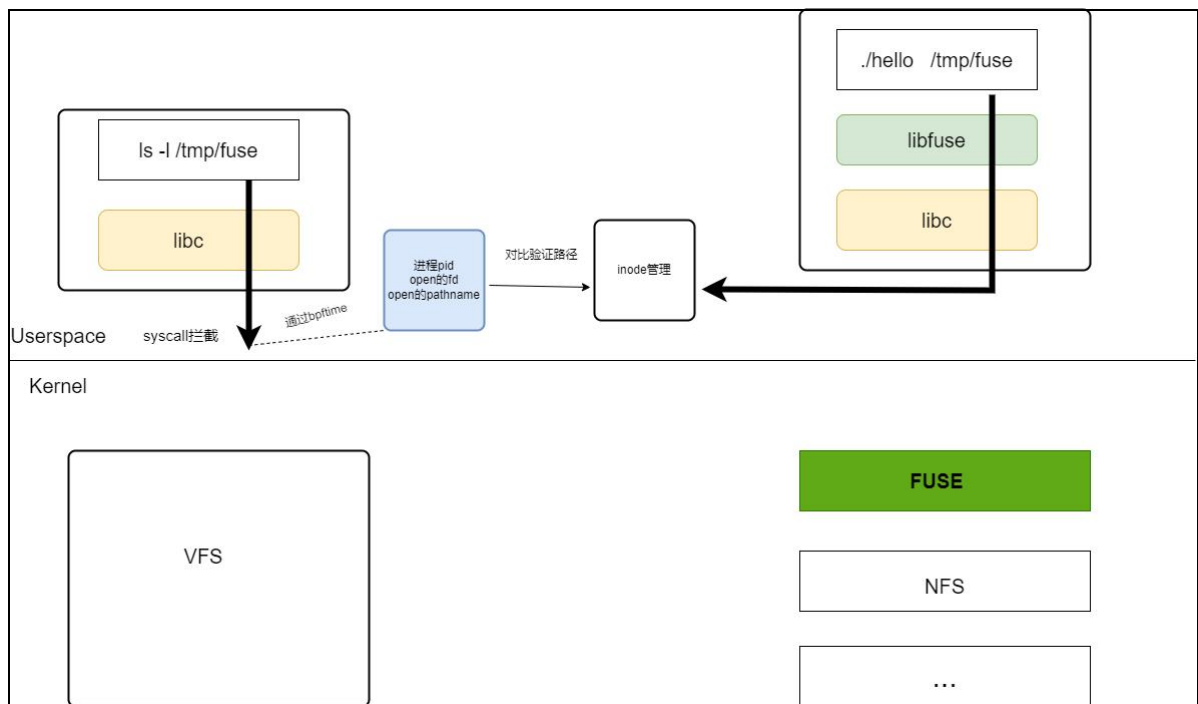 ./hello /tmp/fuse
libfuse
libc
ls -l /tmp/fuse
libc
进程pid
open的fd
open的pathname
对比验证路径
inode管理
通过bpftime
syscall拦截
Userspace
Kernel
VFS
FUSE
NFS
...